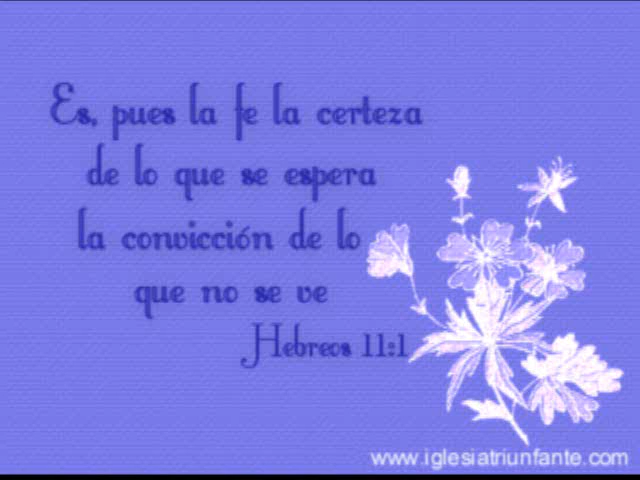 Es, pues la fe la certeza
de lo que se espera
la convicción de lo
que no se ve
Hebreos 11:1
www.iglesiatriunfante.com